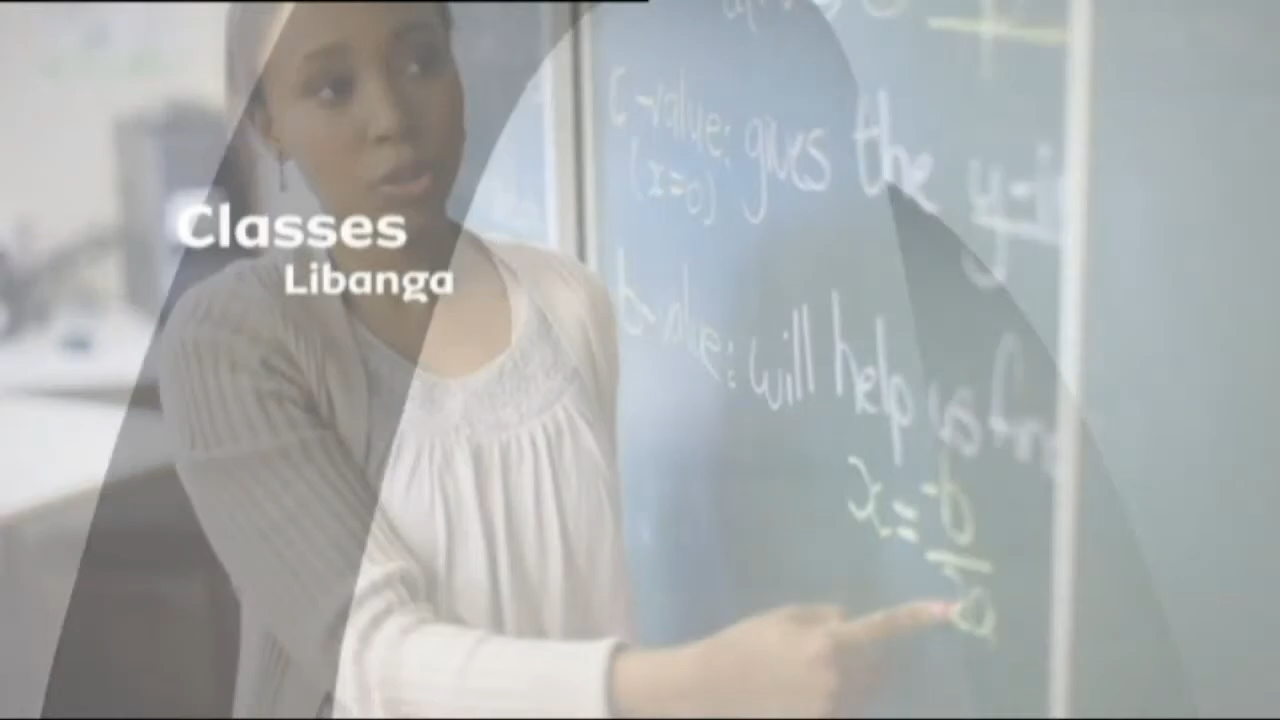 Classes
Libanga
C-value: gives the y-i
(x=0)
b-value: will help us
x = -b